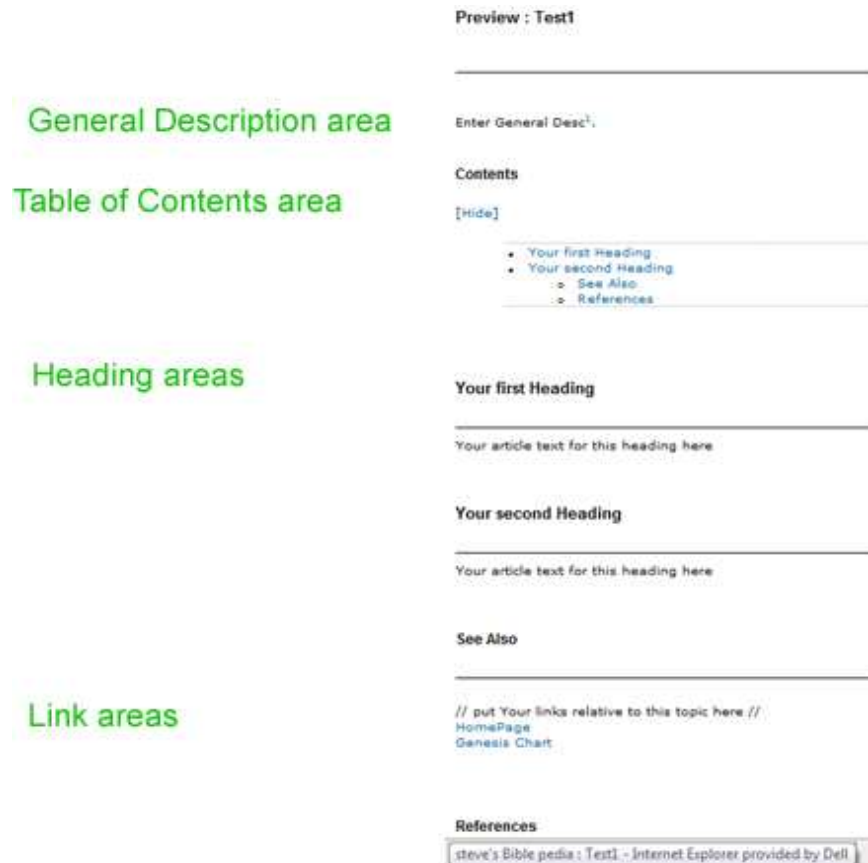 Preview : Test1
General Description area
Enter General Desc¹.
Contents
Table of Contents area
[Hide]
Your first Heading
Your second Heading
See Also
References
Heading areas
Your first Heading
Your article text for this heading here
Your second Heading
Your article text for this heading here
See Also
Link areas
// put Your links relative to this topic here //
HomePage
Genesis Chart
References
steve's Bible pedia : Test1 - Internet Explorer provided by Dell